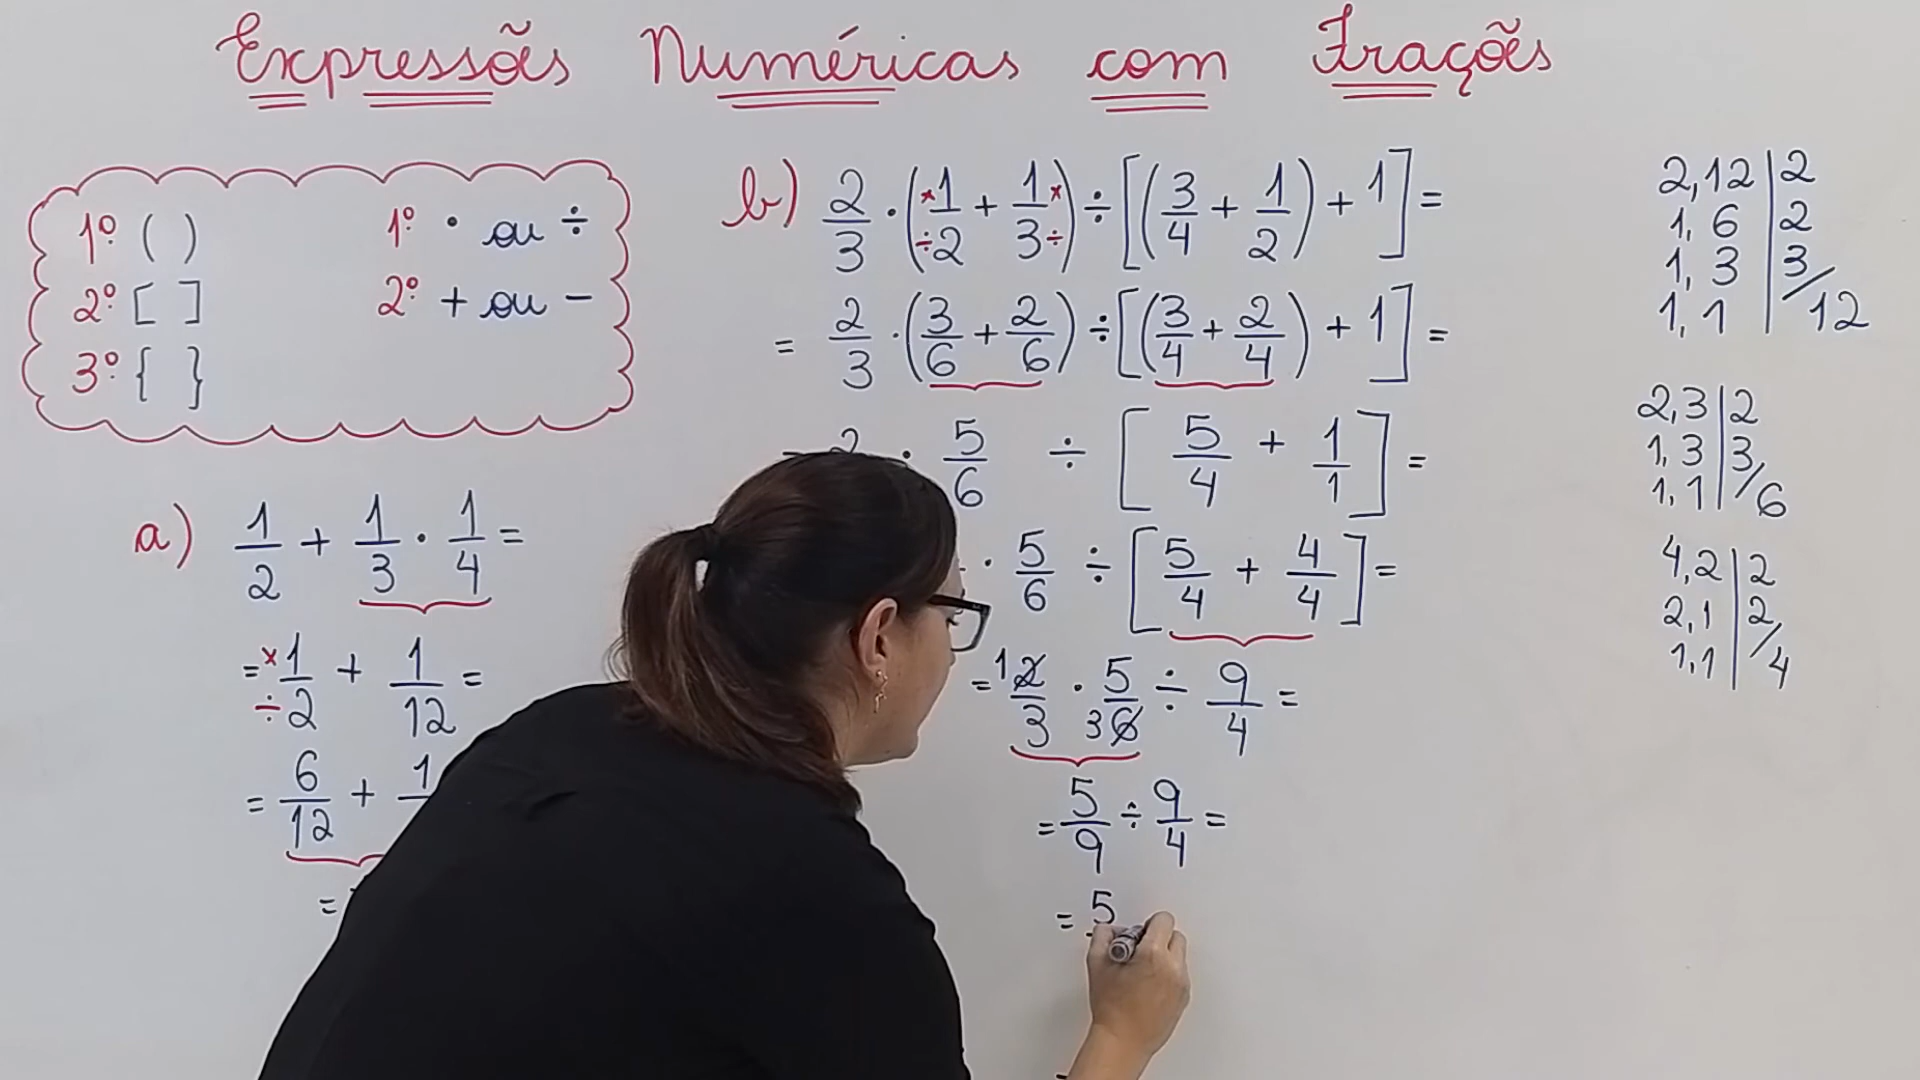 Expressões Numéricas com Frações
1º ( ) 1º · ou ÷
2º [ ] 2º + ou −
3º { }
a) 1/2 + 1/3 · 1/4 =
= ×1/÷2 + 1/12 =
= 6/12 + 1
=
b) 2/3 · (×1/÷2 + 1×/3÷) ÷ [(3/4 + 1/2) + 1] =
= 2/3 · (3/6 + 2/6) ÷ [(3/4 + 2/4) + 1] =
2 · 5/6 ÷ [5/4 + 1/1] =
· 5/6 ÷ [5/4 + 4/4] =
= 1 2/3 · 5/3 6 ÷ 9/4 =
= 5/9 ÷ 9/4 =
= 5
2,12 | 2
1, 6 | 2
1, 3 | 3
1, 1 | /12
2,3 | 2
1,3 | 3
1,1 | /6
4,2 | 2
2,1 | 2
1,1 | /4